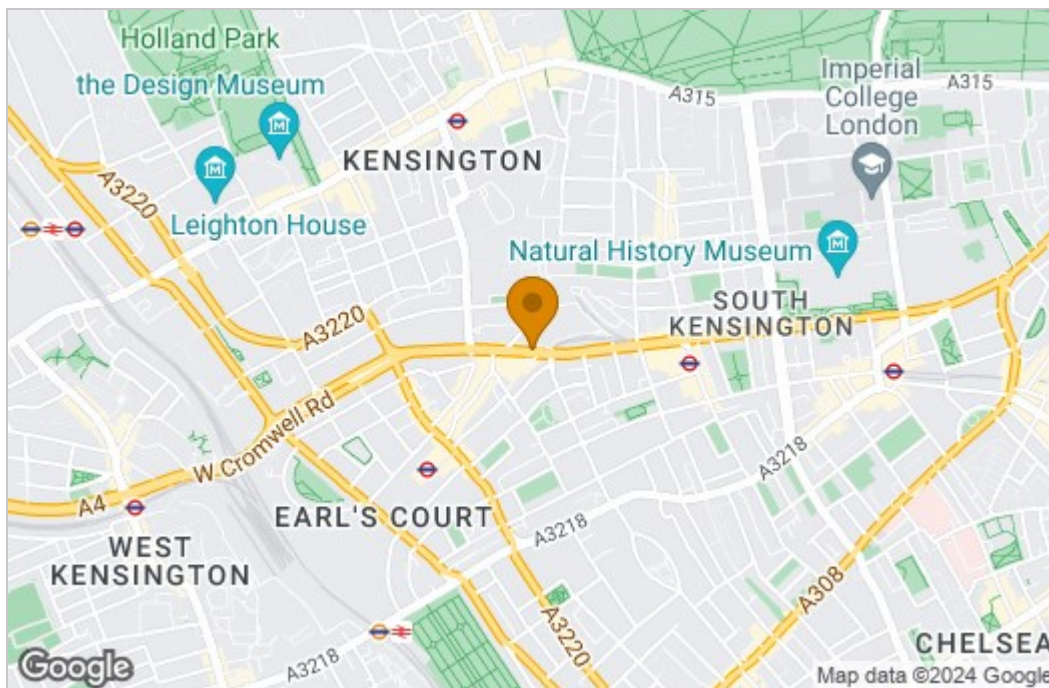 Holland Park
the Design Museum
A315
Imperial
College
London
A315
KENSINGTON
A3220
Leighton House
Natural History Museum
SOUTH
KENSINGTON
A3220
W Cromwell Rd
A3218
A4
EARL'S COURT
A3218
WEST
KENSINGTON
A308
A3220
CHELSEA
A3218
Google
Map data ©2024 Google